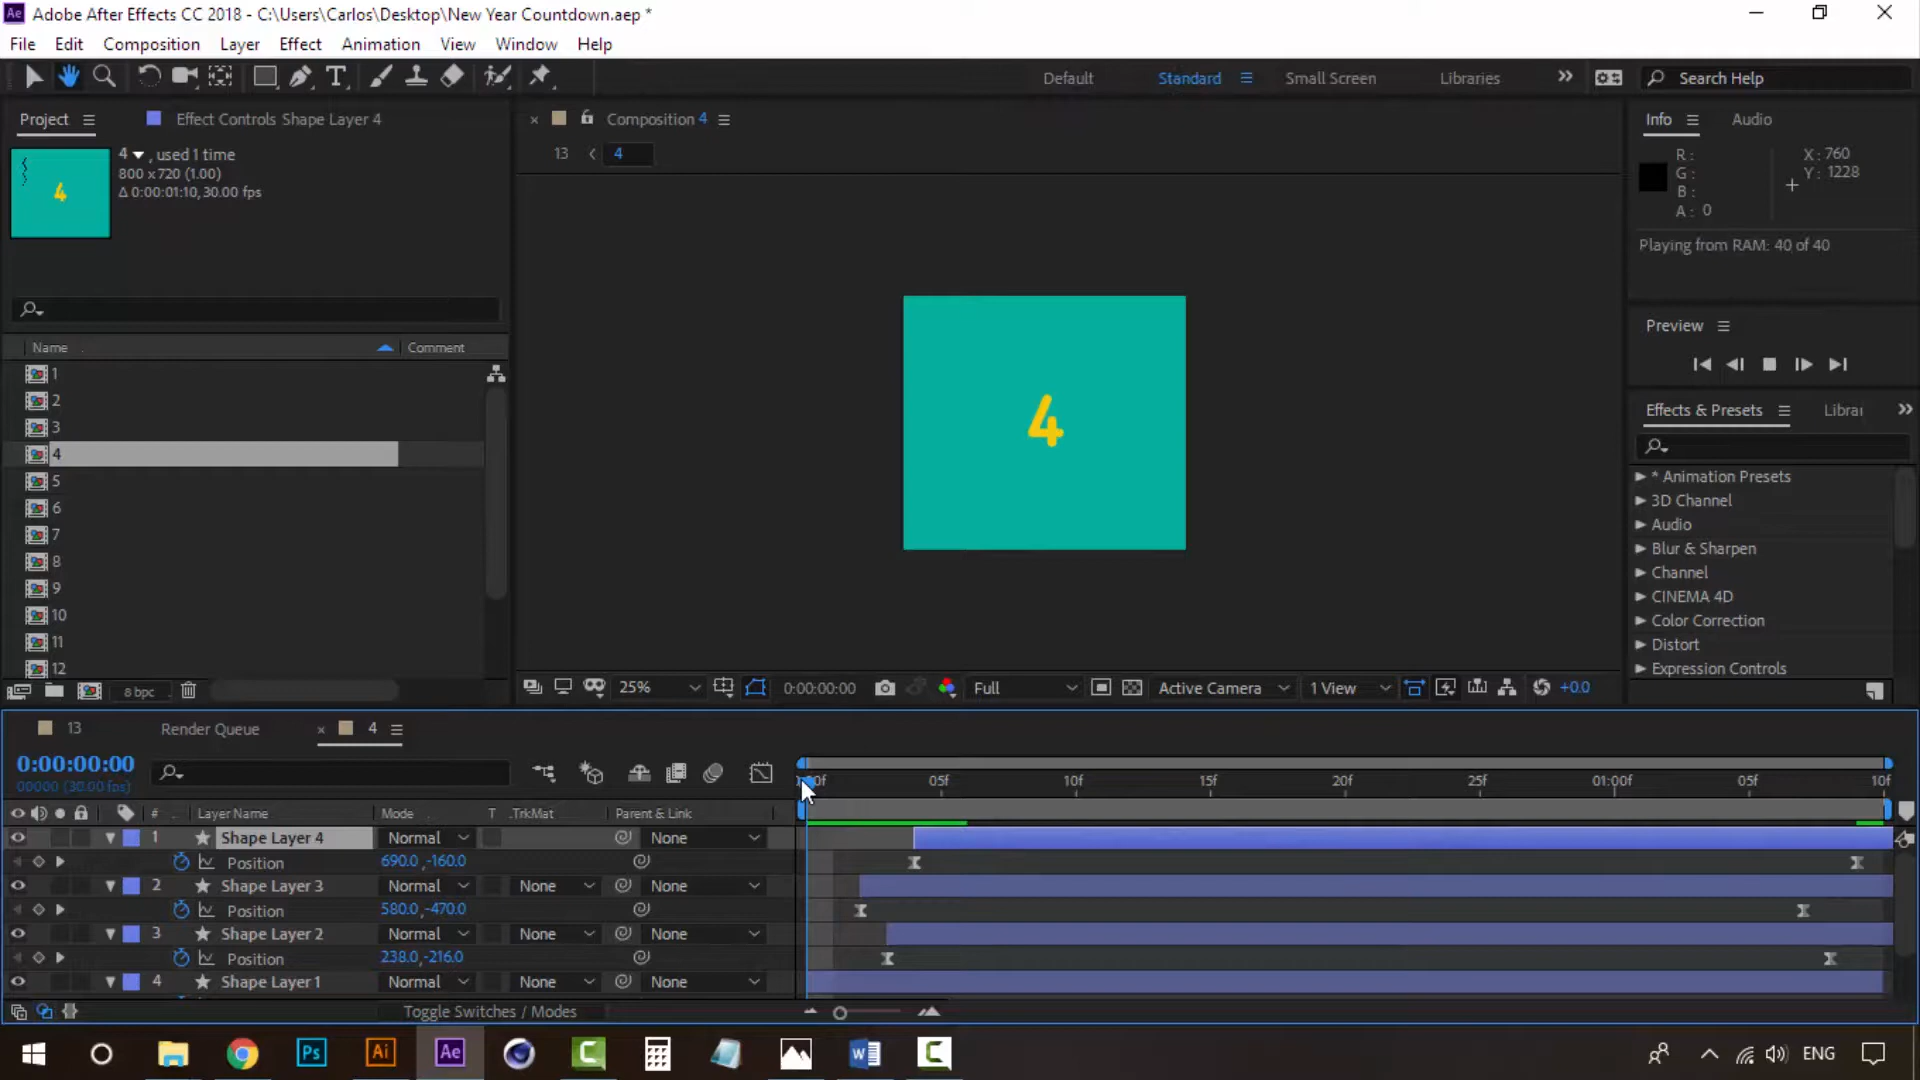 Adobe After Effects CC 2018 - C:\Users\Carlos\Desktop\New Year Countdown.aep *
File Edit Composition Layer Effect Animation View Window Help
Default Standard Small Screen Libraries Search Help
Project Effect Controls Shape Layer 4
4 , used 1 time
800 x 720 (1.00)
Δ 0:00:01:10, 30.00 fps
Name Comment
1
2
3
4
5
6
7
8
9
10
11
12
8 bpc
Composition 4
13 4
4
25% 0:00:00:00 Full Active Camera 1 View +0.0
Info Audio
R:
G:
B:
A: 0
X: 760
Y: 1228
Playing from RAM: 40 of 40
Preview
Effects & Presets Librar
* Animation Presets
3D Channel
Audio
Blur & Sharpen
Channel
CINEMA 4D
Color Correction
Distort
Expression Controls
13 Render Queue 4
0:00:00:00
00000 (30.00 fps)
05f 10f 15f 20f 25f 01:00f 05f 10f
# Layer Name Mode T .TrkMat Parent & Link
1 Shape Layer 4 Normal None
Position 690.0,-160.0
2 Shape Layer 3 Normal None None
Position 580.0,-470.0
3 Shape Layer 2 Normal None None
Position 238.0,-216.0
4 Shape Layer 1 Normal None None
Toggle Switches / Modes
Ps Ai Ae ENG